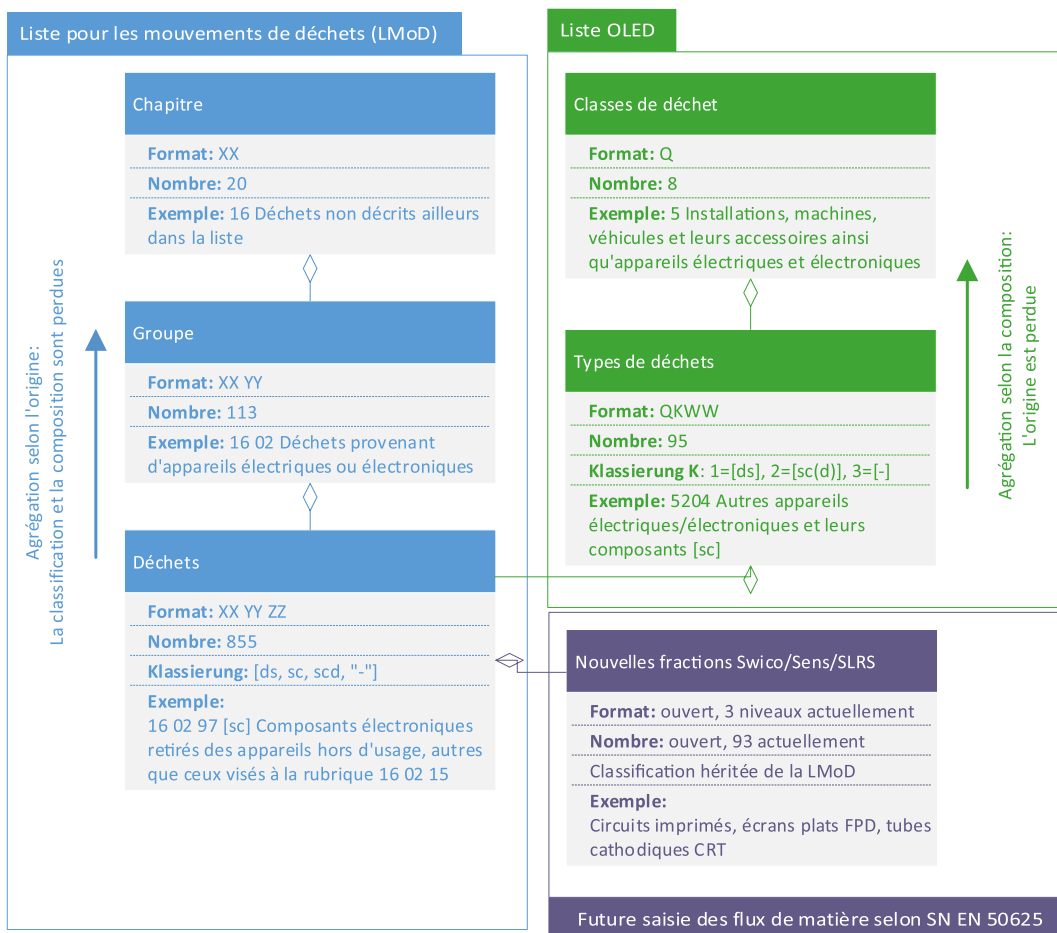 Liste pour les mouvements de déchets (LMoD)
Chapitre
Format: XX
Nombre: 20
Exemple: 16 Déchets non décrits ailleurs
dans la liste
Groupe
Format: XX YY
Nombre: 113
Exemple: 16 02 Déchets provenant
d'appareils électriques ou électroniques
Déchets
Format: XX YY ZZ
Nombre: 855
Klassierung: [ds, sc, scd, "-"]
Exemple:
16 02 97 [sc] Composants électroniques
retirés des appareils hors d'usage, autres
que ceux visés à la rubrique 16 02 15
Agrégation selon l'origine:
La classification et la composition sont perdues
Liste OLED
Classes de déchet
Format: Q
Nombre: 8
Exemple: 5 Installations, machines,
véhicules et leurs accessoires ainsi
qu'appareils électriques et électroniques
Types de déchets
Format: QKWW
Nombre: 95
Klassierung K: 1=[ds], 2=[sc(d)], 3=[-]
Exemple: 5204 Autres appareils
électriques/électroniques et leurs
composants [sc]
Agrégation selon la composition:
L'origine est perdue
Nouvelles fractions Swico/Sens/SLRS
Format: ouvert, 3 niveaux actuellement
Nombre: ouvert, 93 actuellement
Classification héritée de la LMoD
Exemple:
Circuits imprimés, écrans plats FPD, tubes
cathodiques CRT
Future saisie des flux de matière selon SN EN 50625